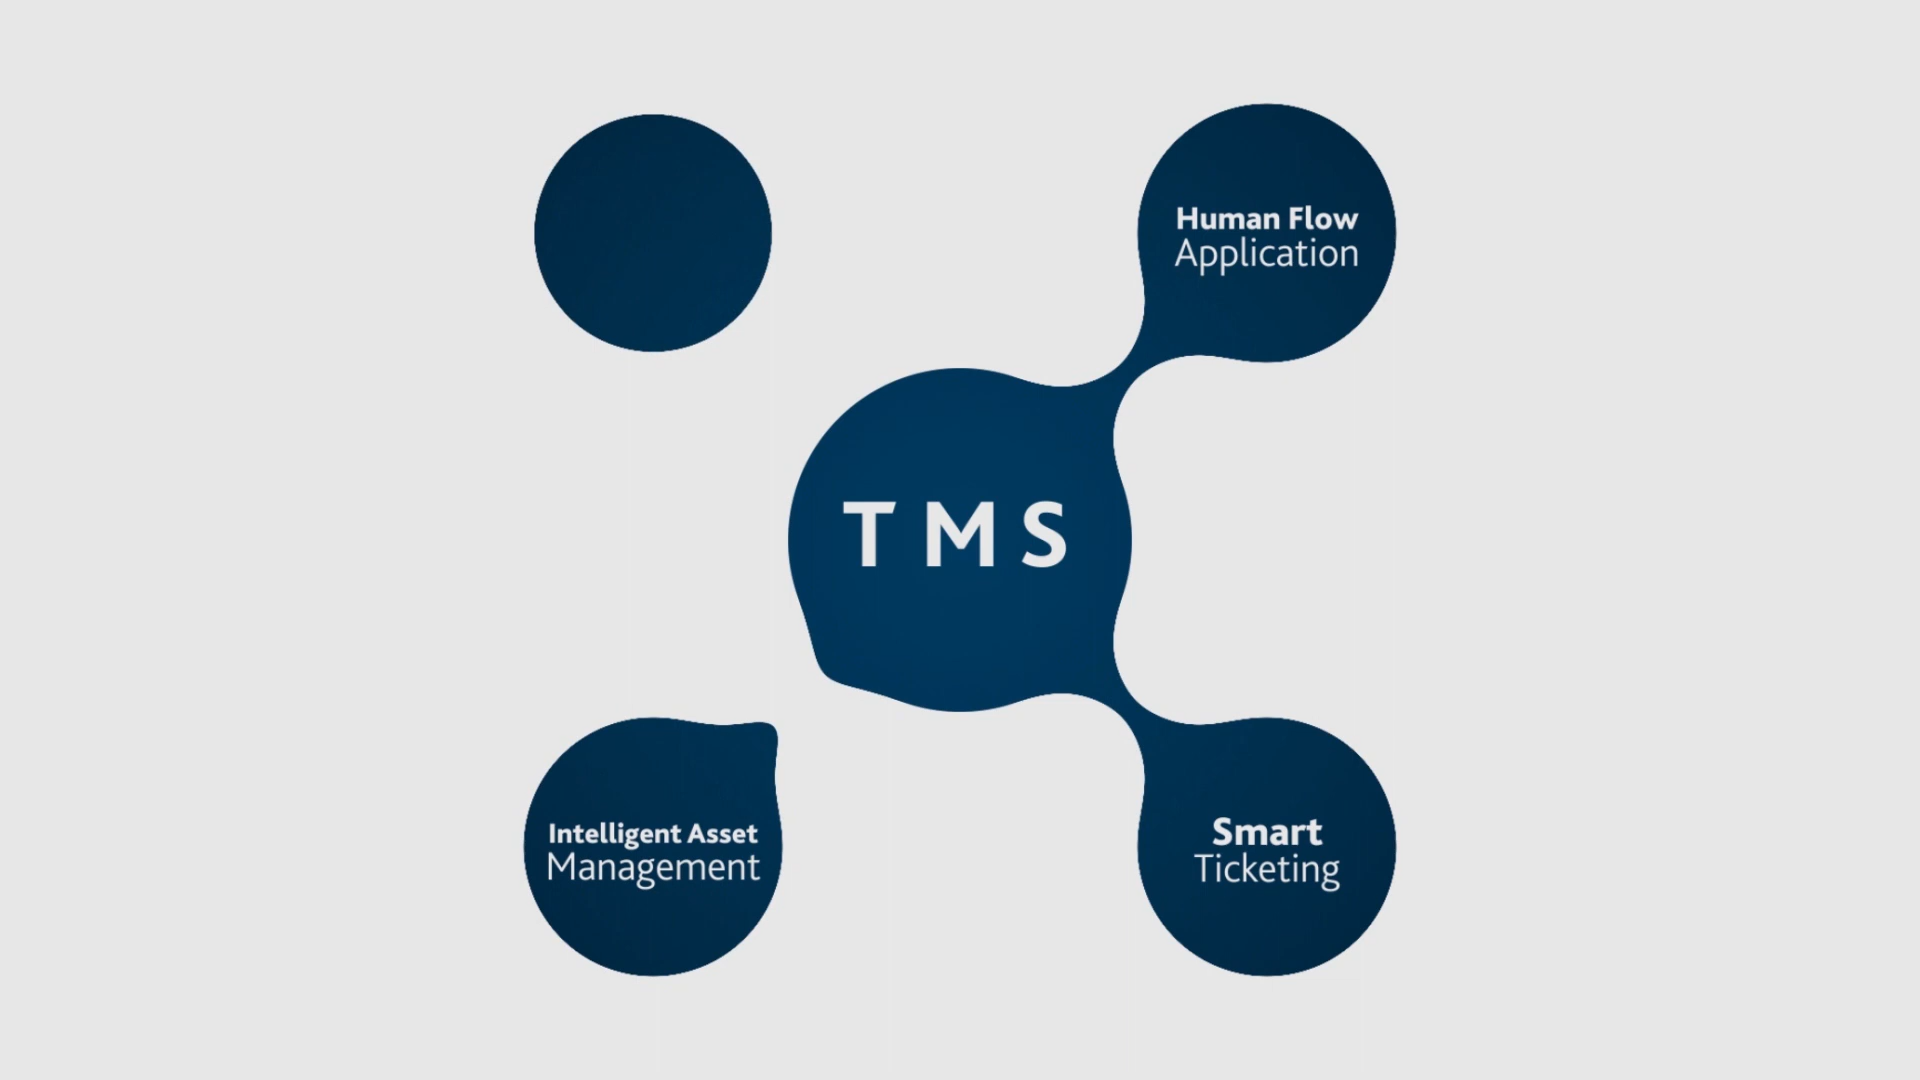 Human Flow
Application
TMS
Intelligent Asset
Management
Smart
Ticketing